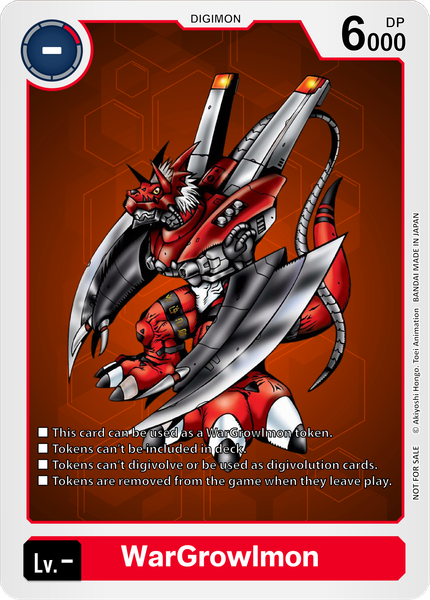 DIGIMON
-
DP
6000
■ This card can be used as a WarGrowlmon token.
■ Tokens can't be included in deck.
■ Tokens can't digivolve or be used as digivolution cards.
■ Tokens are removed from the game when they leave play.
NOT FOR SALE © Akiyoshi Hongo, Toei Animation BANDAI MADE IN JAPAN
Lv.-
WarGrowlmon